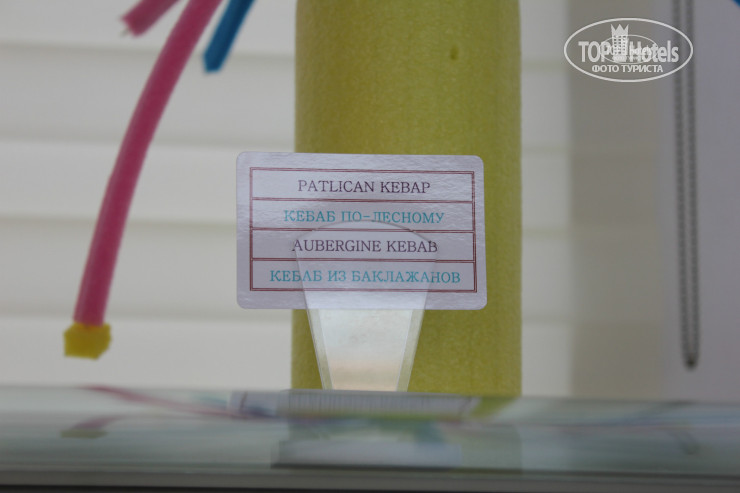 TOP Hotels
ФОТО ТУРИСТА
PATLICAN KEBAP
КЕБАБ ПО-ЛЕСНОМУ
AUBERGINE KEBAB
КЕБАБ ИЗ БАКЛАЖАНОВ